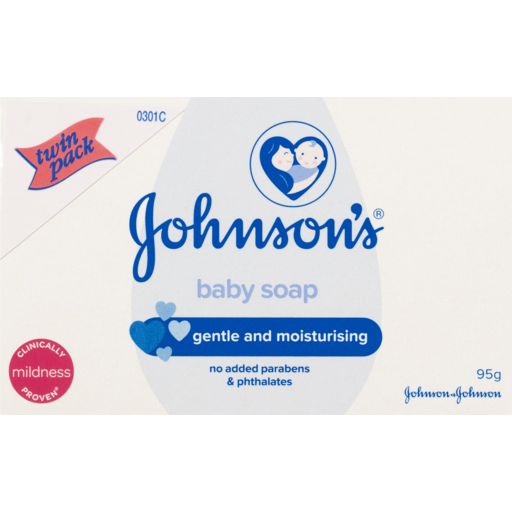 0301C
twin
pack
Johnson's®
baby soap
gentle and moisturising
no added parabens
& phthalates
CLINICALLY
mildness
PROVEN®
95g
Johnson & Johnson